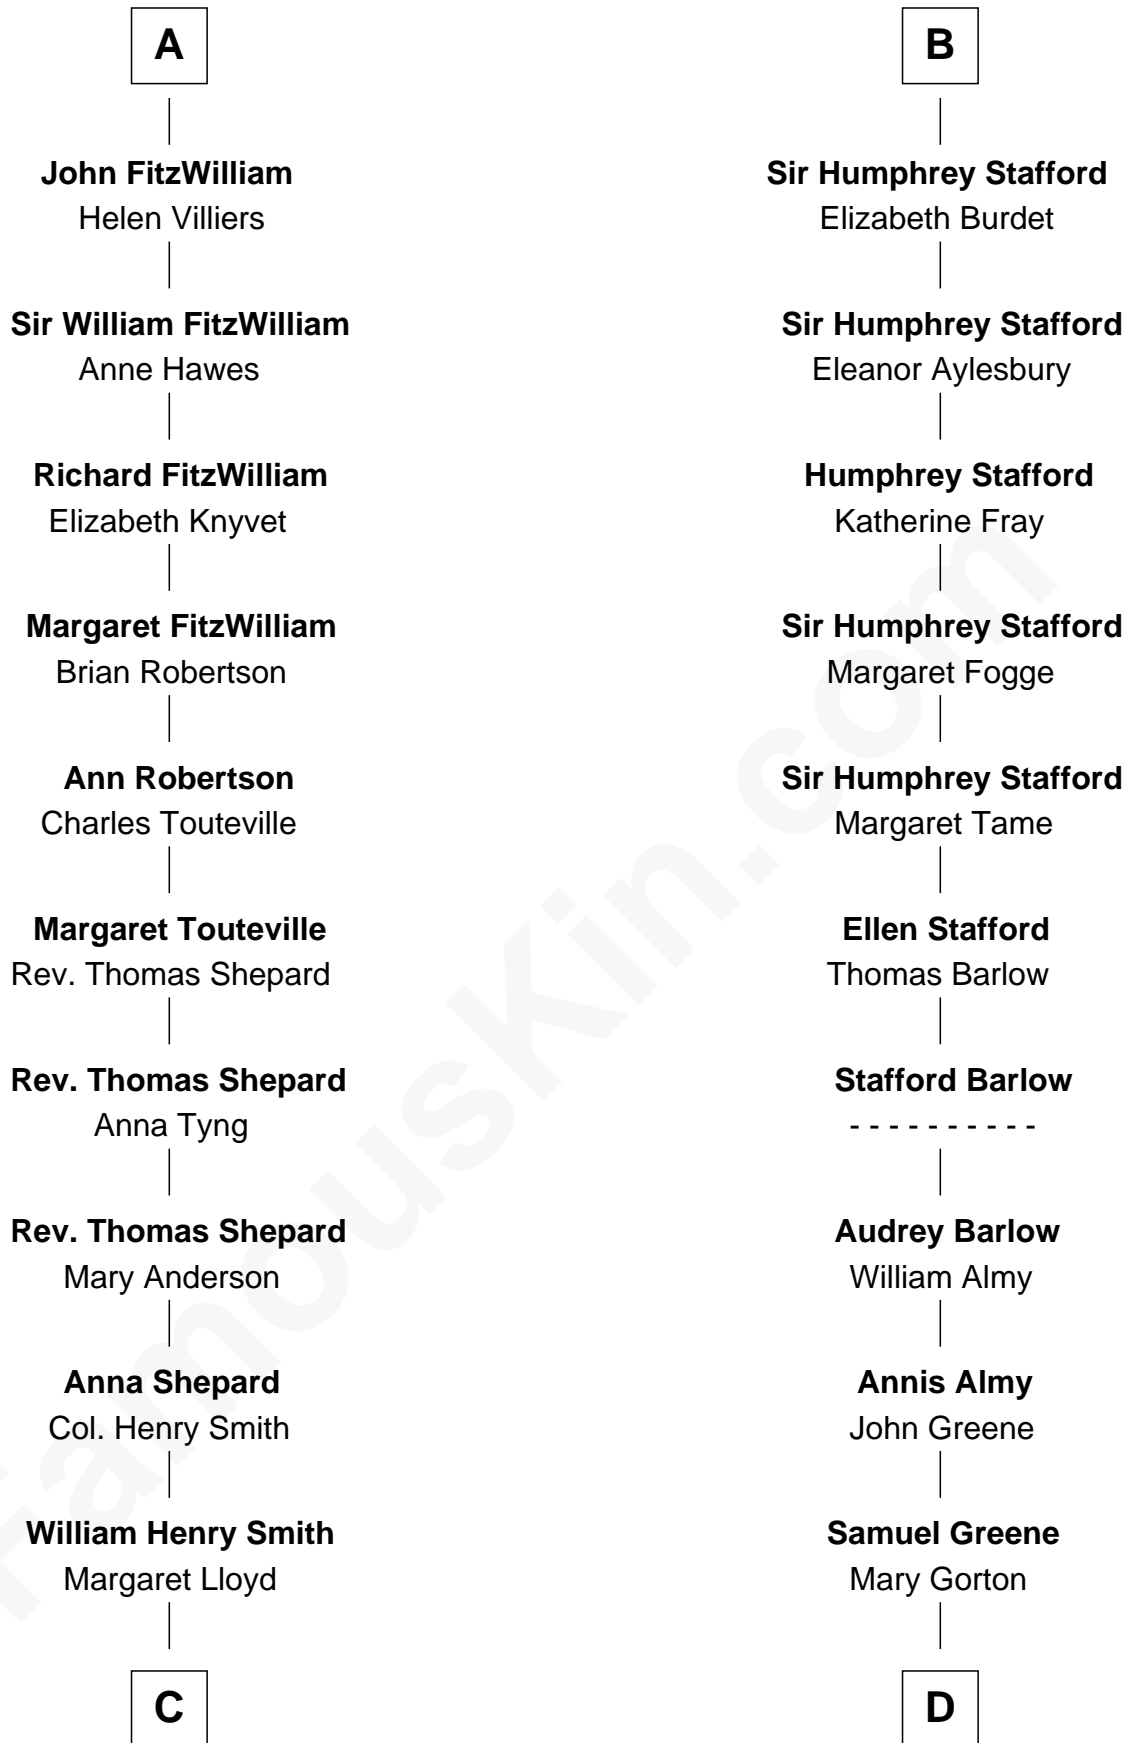 A
John FitzWilliam
Helen Villiers
Sir William FitzWilliam
Anne Hawes
Richard FitzWilliam
Elizabeth Knyvet
Margaret FitzWilliam
Brian Robertson
Ann Robertson
Charles Touteville
Margaret Touteville
Rev. Thomas Shepard
Rev. Thomas Shepard
Anna Tyng
Rev. Thomas Shepard
Mary Anderson
Anna Shepard
Col. Henry Smith
William Henry Smith
Margaret Lloyd
C
B
Sir Humphrey Stafford
Elizabeth Burdet
Sir Humphrey Stafford
Eleanor Aylesbury
Humphrey Stafford
Katherine Fray
Sir Humphrey Stafford
Margaret Fogge
Sir Humphrey Stafford
Margaret Tame
Ellen Stafford
Thomas Barlow
Stafford Barlow
- - - - - - - - - -
Audrey Barlow
William Almy
Annis Almy
John Greene
Samuel Greene
Mary Gorton
D
FamousKin.com